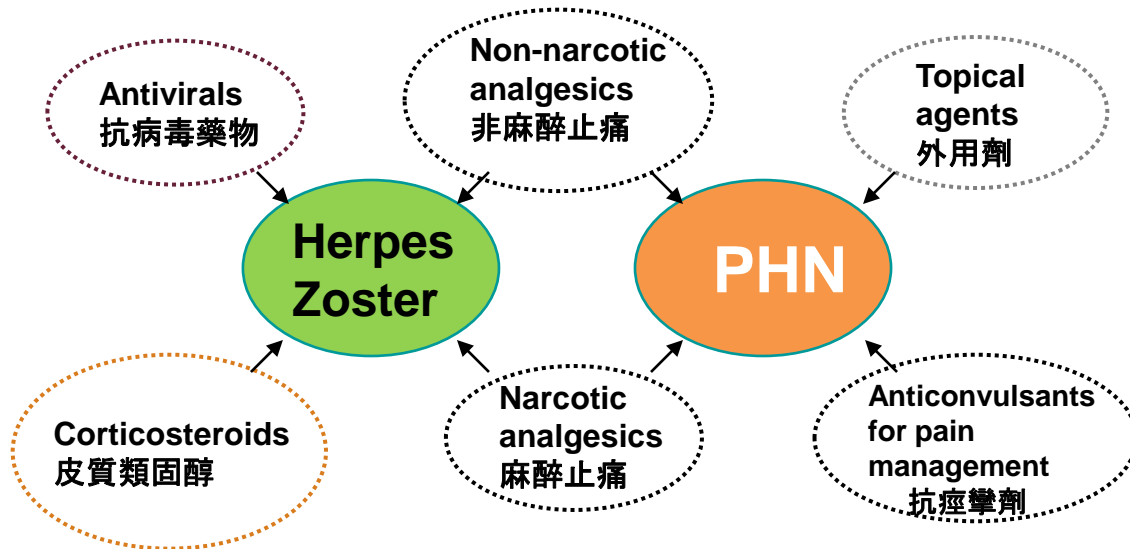 Antivirals
抗病毒藥物
Non-narcotic
analgesics
非麻醉止痛
Topical
agents
外用劑
Herpes
Zoster
PHN
Corticosteroids
皮質類固醇
Narcotic
analgesics
麻醉止痛
Anticonvulsants
for pain
management
抗痙攣劑